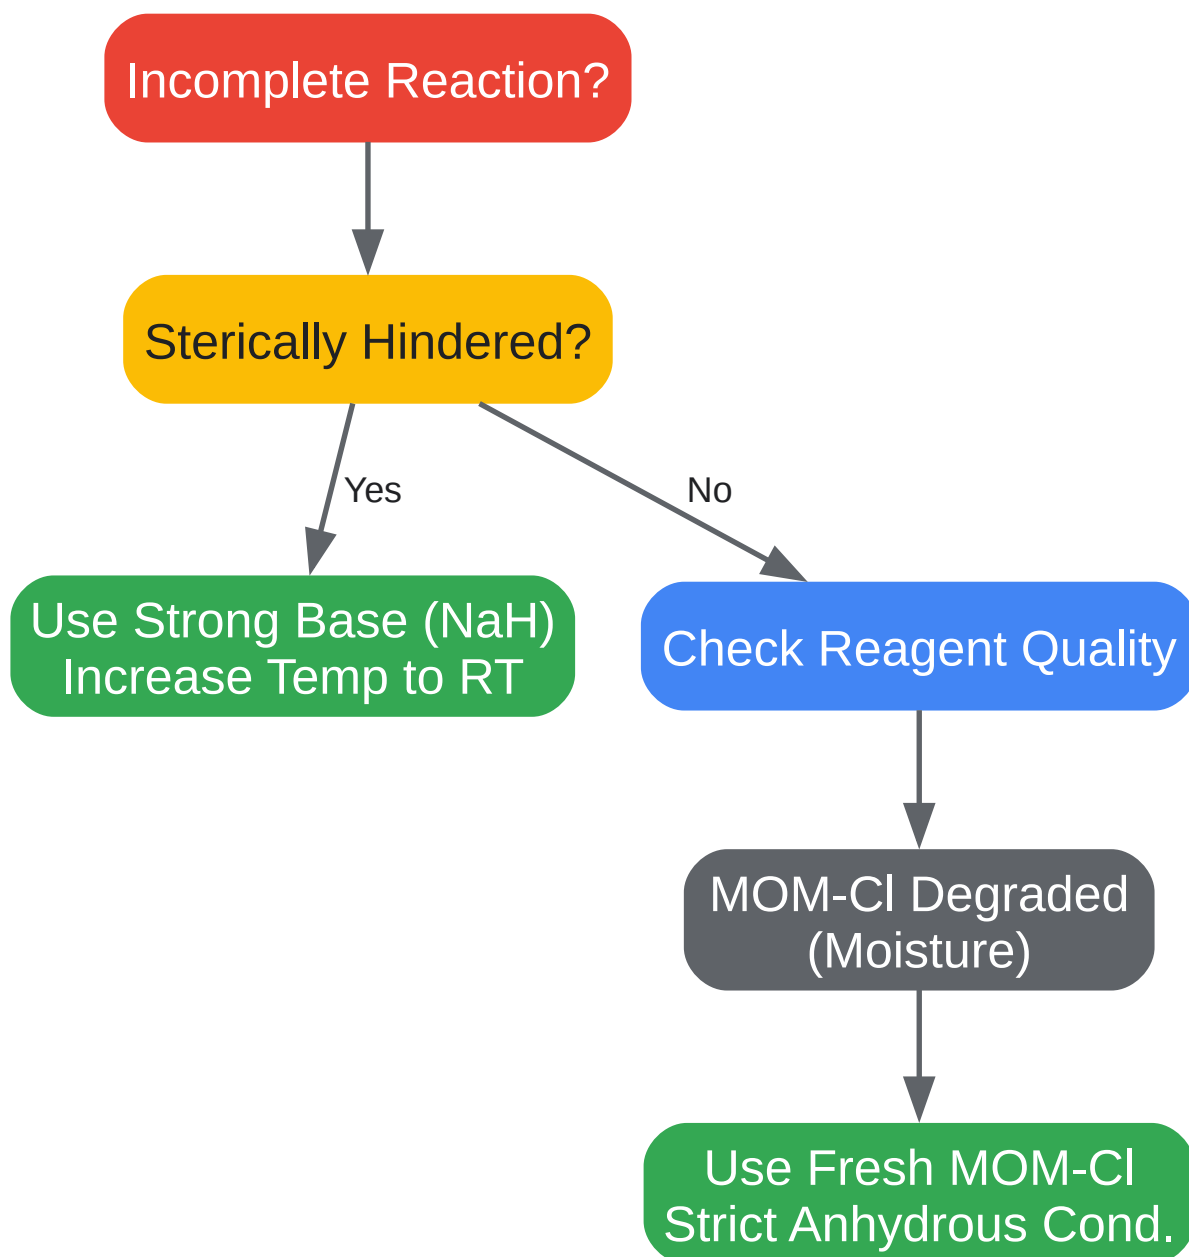 Incomplete Reaction?
Sterically Hindered?
Yes
No
Use Strong Base (NaH)
Increase Temp to RT
Check Reagent Quality
MOM-Cl Degraded
(Moisture)
Use Fresh MOM-Cl
Strict Anhydrous Cond.